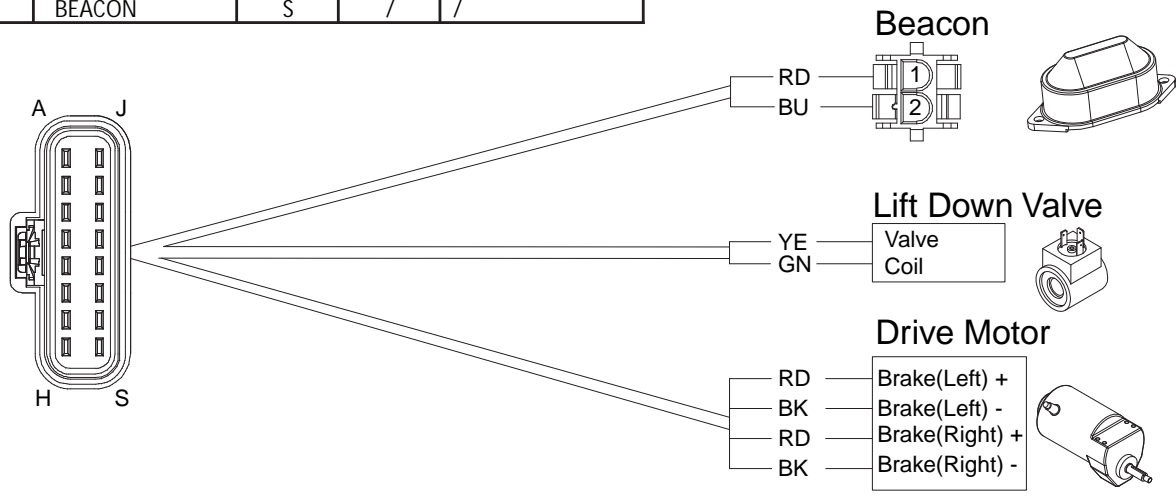 BEACON S / /
Beacon
RD 1
BU 2
A J
H S
Lift Down Valve
YE Valve
GN Coil
Drive Motor
RD Brake(Left) +
BK Brake(Left) -
RD Brake(Right) +
BK Brake(Right) -